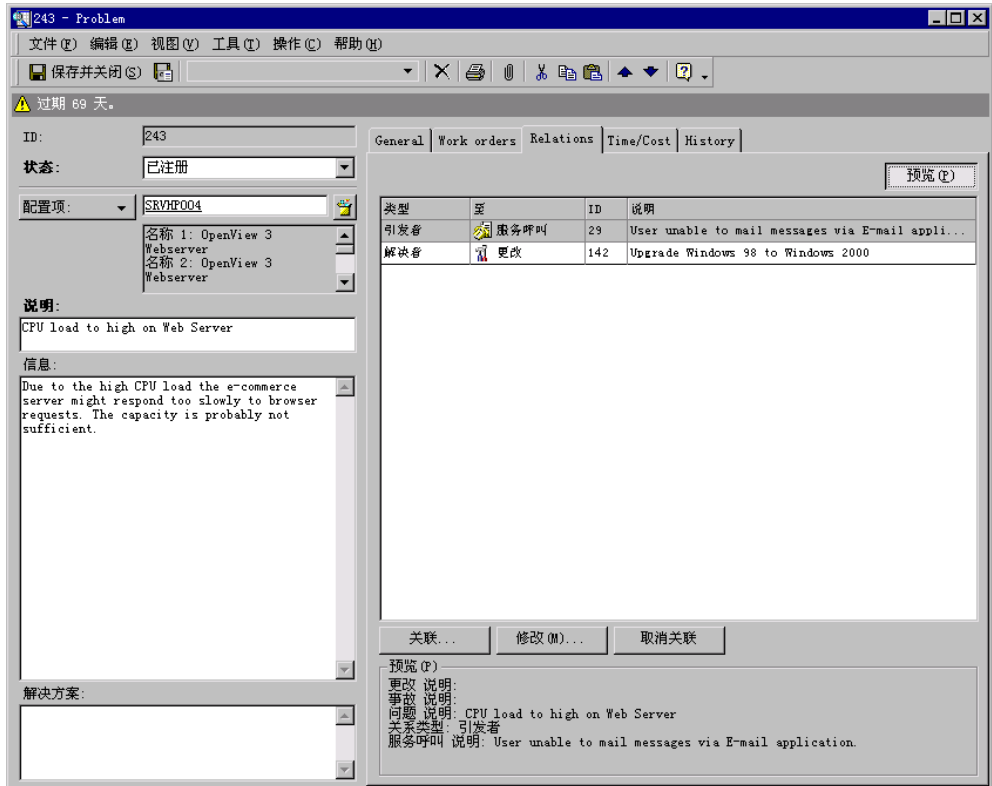 243 - Problem
文件(F) 编辑(E) 视图(V) 工具(T) 操作(C) 帮助(H)
保存并关闭(S)
过期 69 天。
ID:
243
状态:
已注册
配置项:
SRVHP004
名称 1: OpenView 3
Webserver
名称 2: OpenView 3
Webserver
说明:
CPU load to high on Web Server
信息:
Due to the high CPU load the e-commerce
server might respond too slowly to browser
requests. The capacity is probably not
sufficient.
解决方案:
General Work orders Relations Time/Cost History
预览(P)
类型 至 ID 说明
引发者 服务呼叫 29 User unable to mail messages via E-mail appli...
解决者 更改 142 Upgrade Windows 98 to Windows 2000
关联... 修改(M)... 取消关联
预览(P)
更改 说明:
事故 说明:
问题 说明: CPU load to high on Web Server
关系类型: 引发者
服务呼叫 说明: User unable to mail messages via E-mail application.